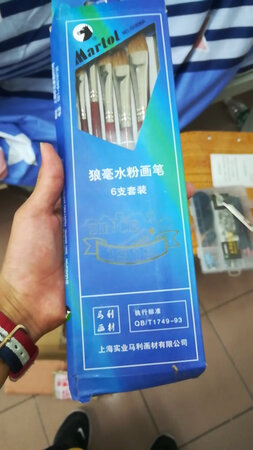 Martol
狼毫水粉画笔
6支套装
马利
画材
执行标准
QB/T1749-93
上海实业马利画材有限公司